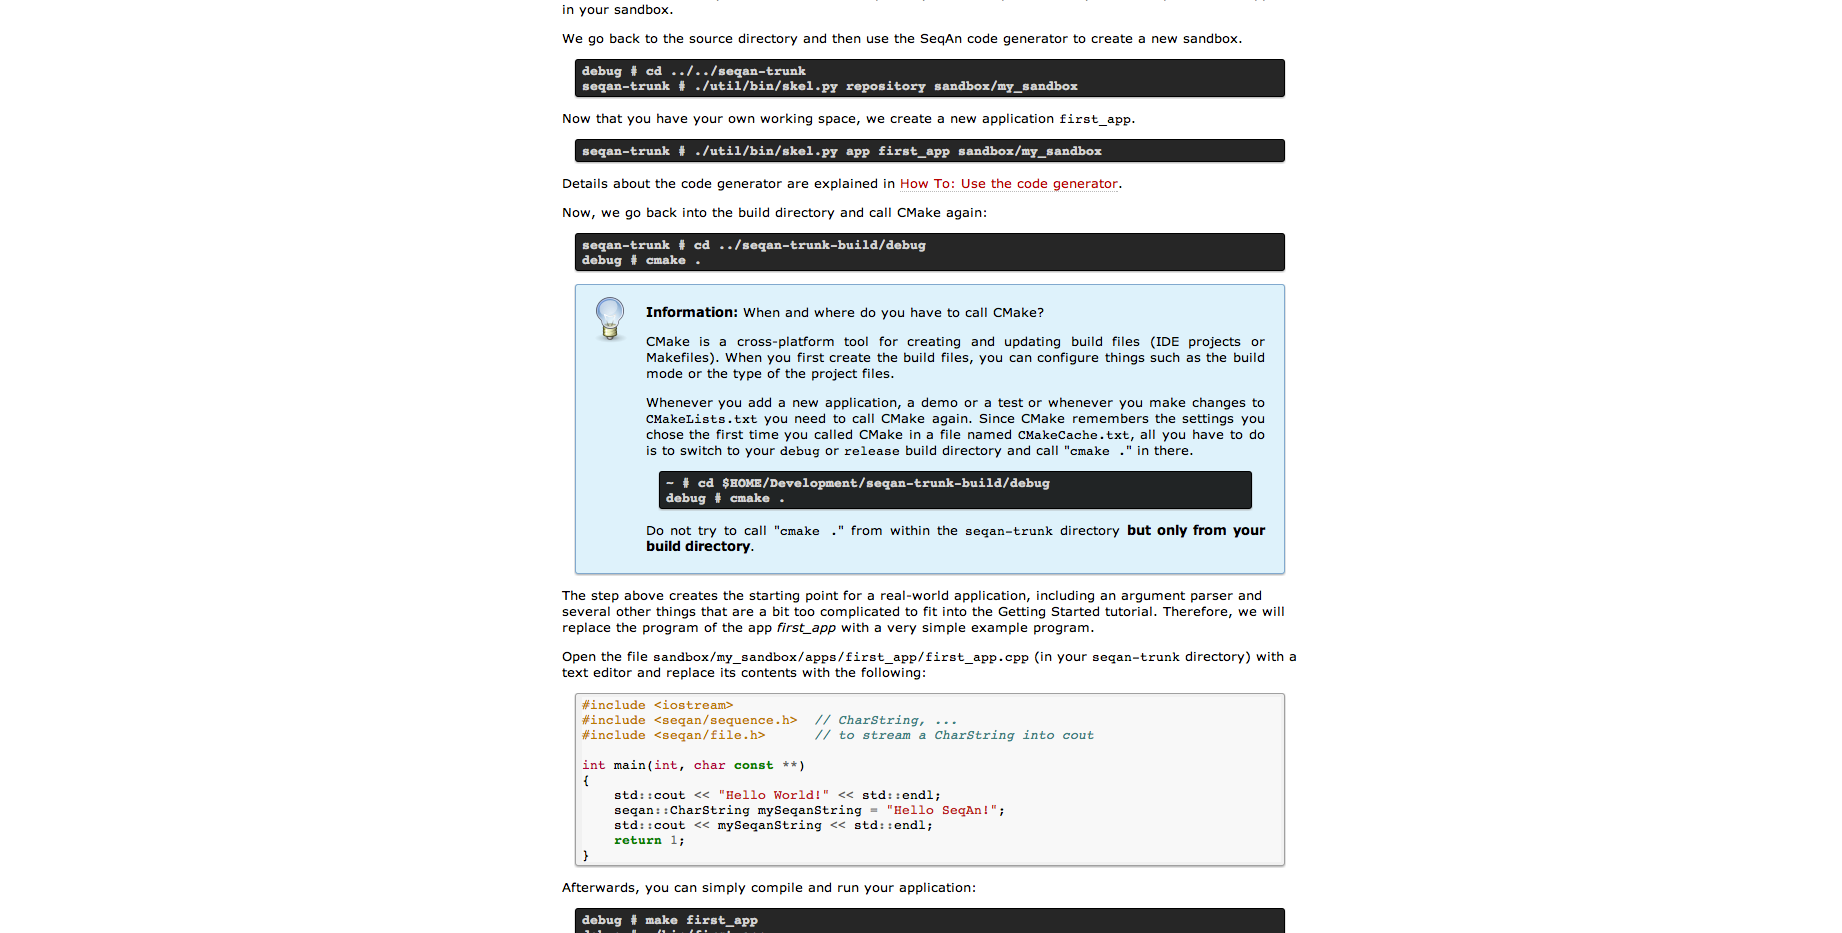 in your sandbox.
We go back to the source directory and then use the SeqAn code generator to create a new sandbox.
debug # cd ../../seqan-trunk
seqan-trunk # ./util/bin/skel.py repository sandbox/my_sandbox
Now that you have your own working space, we create a new application first_app.
seqan-trunk # ./util/bin/skel.py app first_app sandbox/my_sandbox
Details about the code generator are explained in How To: Use the code generator.
Now, we go back into the build directory and call CMake again:
seqan-trunk # cd ../seqan-trunk-build/debug
debug # cmake .
Information: When and where do you have to call CMake?
CMake is a cross-platform tool for creating and updating build files (IDE projects or
Makefiles). When you first create the build files, you can configure things such as the build
mode or the type of the project files.
Whenever you add a new application, a demo or a test or whenever you make changes to
CMakeLists.txt you need to call CMake again. Since CMake remembers the settings you
chose the first time you called CMake in a file named CMakeCache.txt, all you have to do
is to switch to your debug or release build directory and call "cmake ." in there.
~ # cd $HOME/Development/seqan-trunk-build/debug
debug # cmake .
Do not try to call "cmake ." from within the seqan-trunk directory but only from your
build directory.
The step above creates the starting point for a real-world application, including an argument parser and
several other things that are a bit too complicated to fit into the Getting Started tutorial. Therefore, we will
replace the program of the app first_app with a very simple example program.
Open the file sandbox/my_sandbox/apps/first_app/first_app.cpp (in your seqan-trunk directory) with a
text editor and replace its contents with the following:
#include <iostream>
#include <seqan/sequence.h>  // CharString, ...
#include <seqan/file.h>      // to stream a CharString into cout
int main(int, char const **)
{
    std::cout << "Hello World!" << std::endl;
    seqan::CharString mySeqanString = "Hello SeqAn!";
    std::cout << mySeqanString << std::endl;
    return 1;
}
Afterwards, you can simply compile and run your application:
debug # make first_app